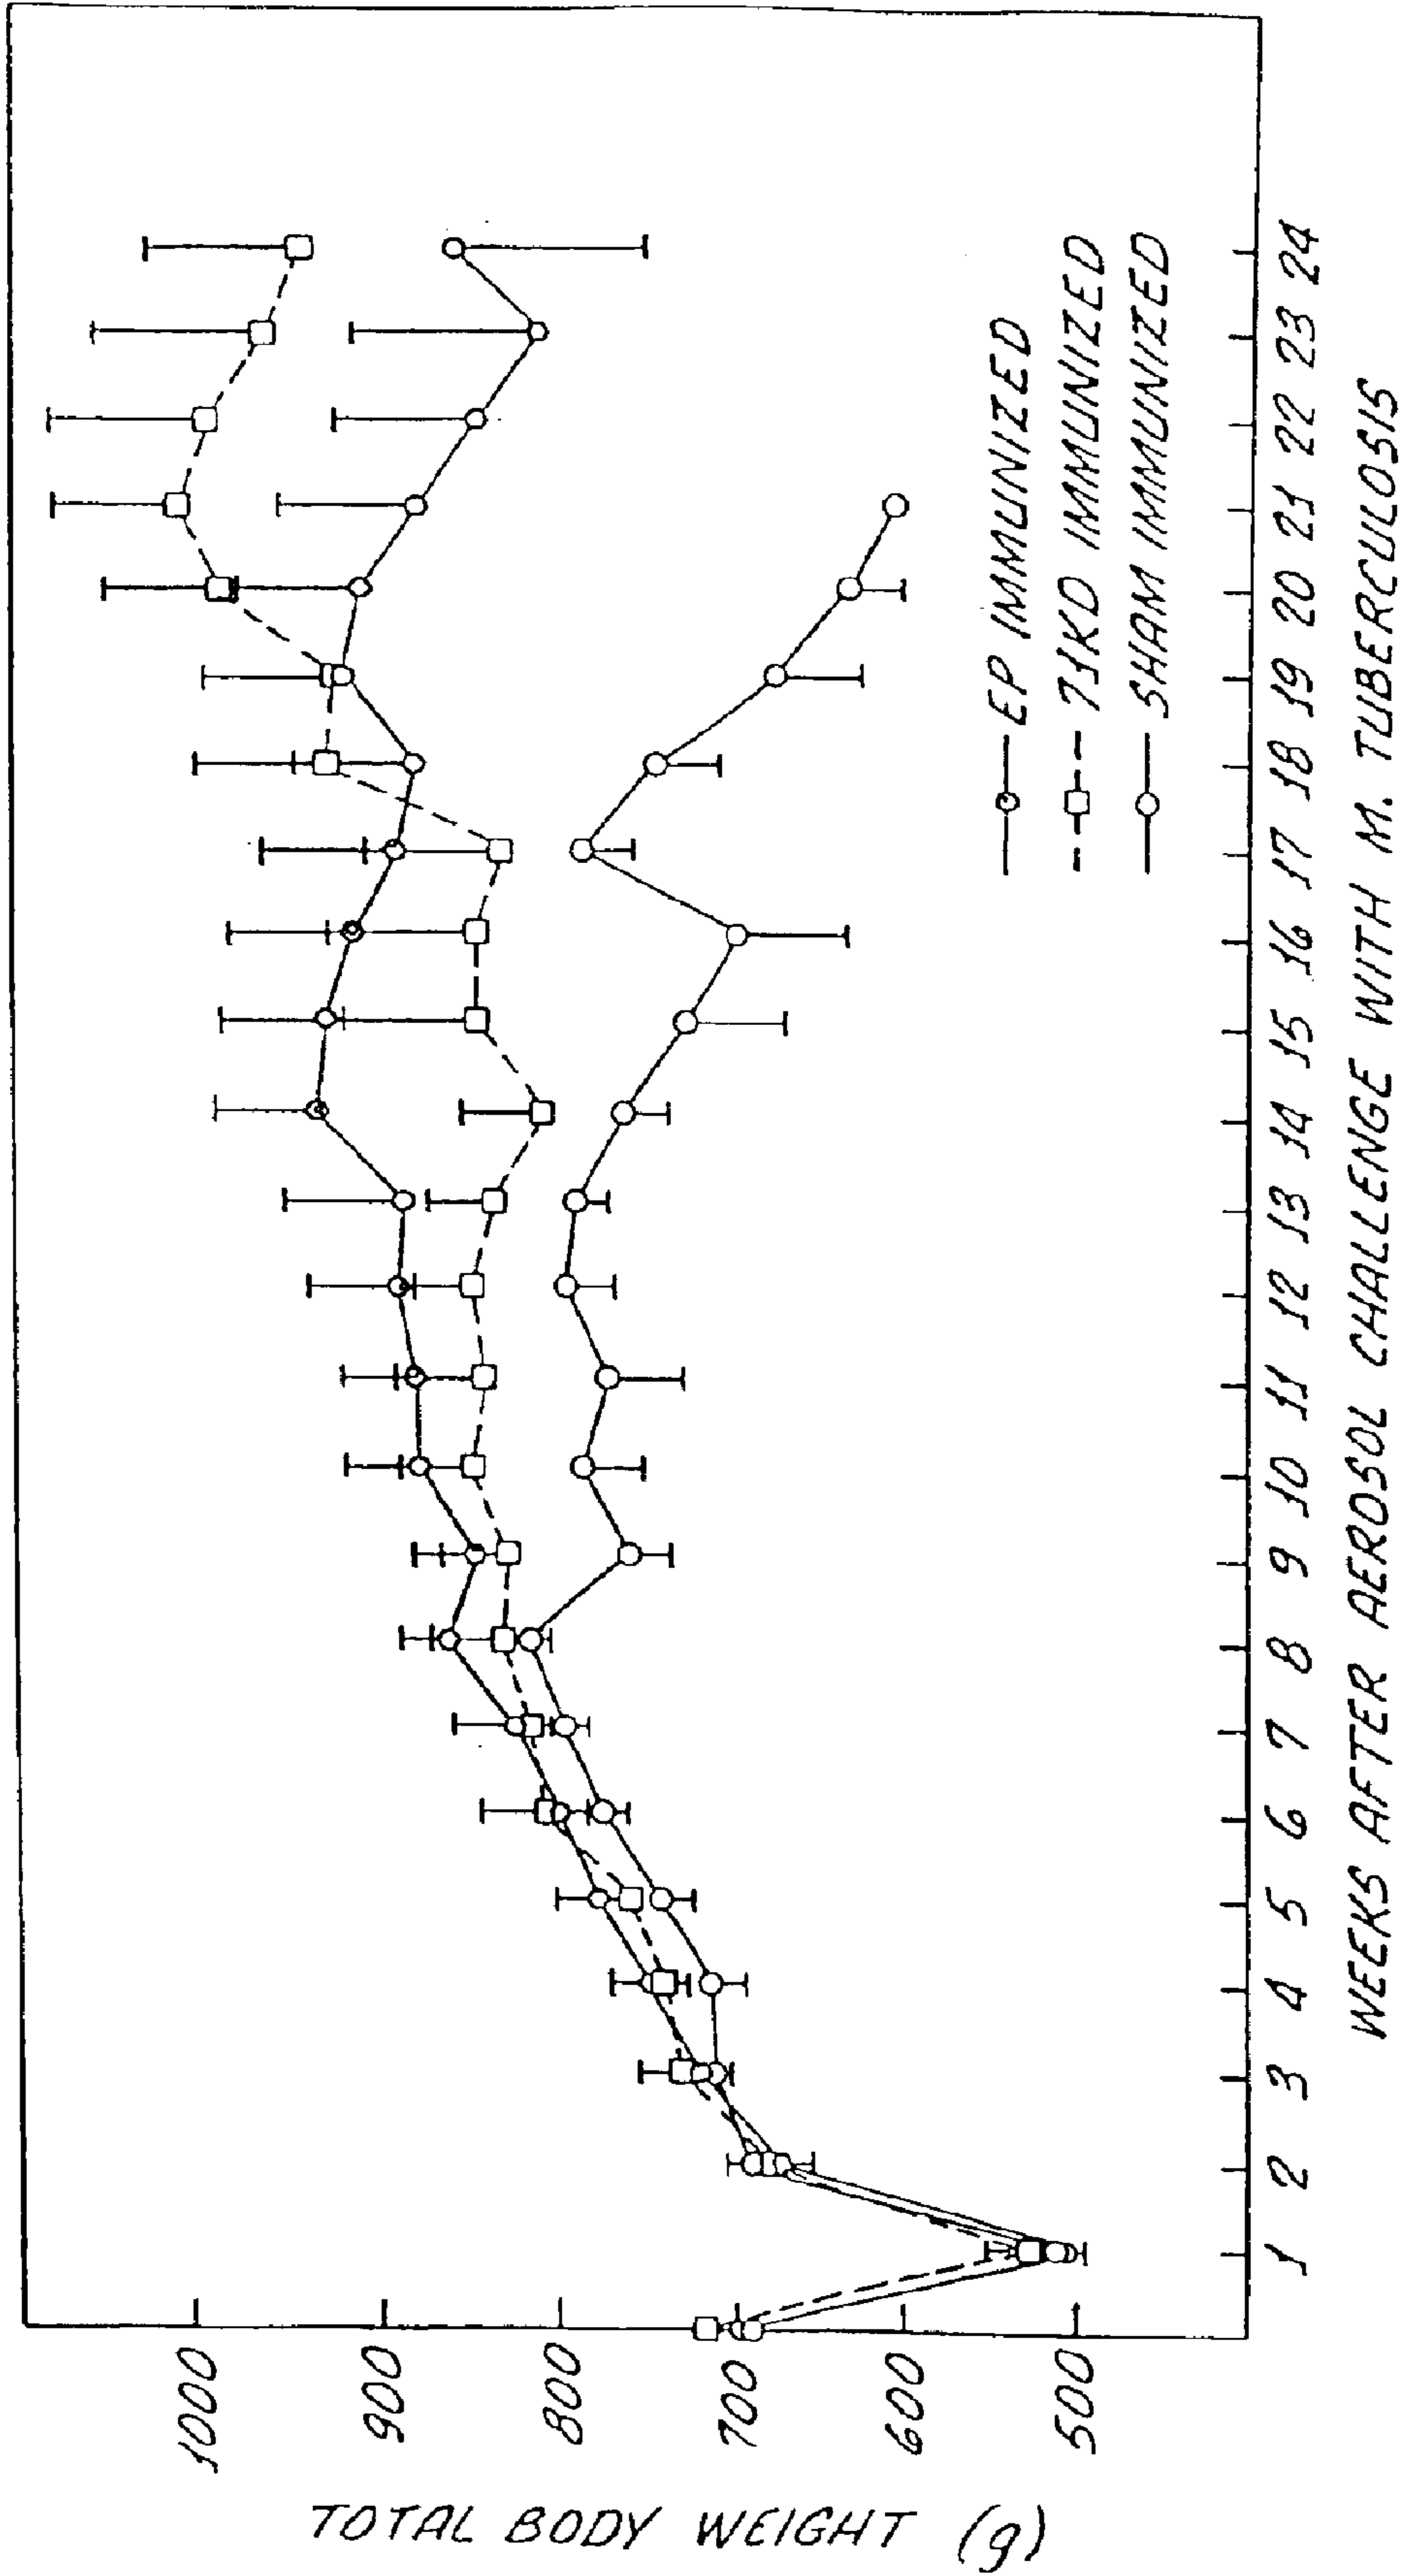 TOTAL BODY WEIGHT (g)
1000
900
800
700
600
500
EP IMMUNIZED
71KD IMMUNIZED
SHAM IMMUNIZED
1 2 3 4 5 6 7 8 9 10 11 12 13 14 15 16 17 18 19 20 21 22 23 24
WEEKS AFTER AEROSOL CHALLENGE WITH M. TUBERCULOSIS